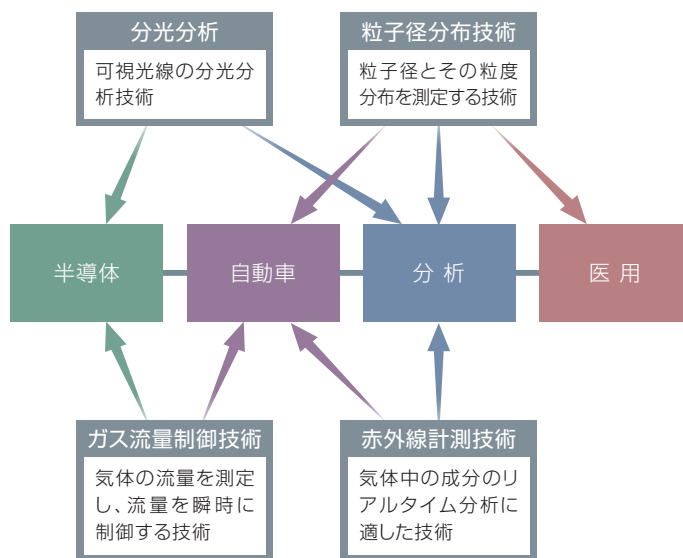 分光分析
可視光線の分光分
析技術
粒子径分布技術
粒子径とその粒度
分布を測定する技術
半導体
自動車
分 析
医 用
ガス流量制御技術
気体の流量を測定
し、流量を瞬時に
制御する技術
赤外線計測技術
気体中の成分のリ
アルタイム分析に
適した技術